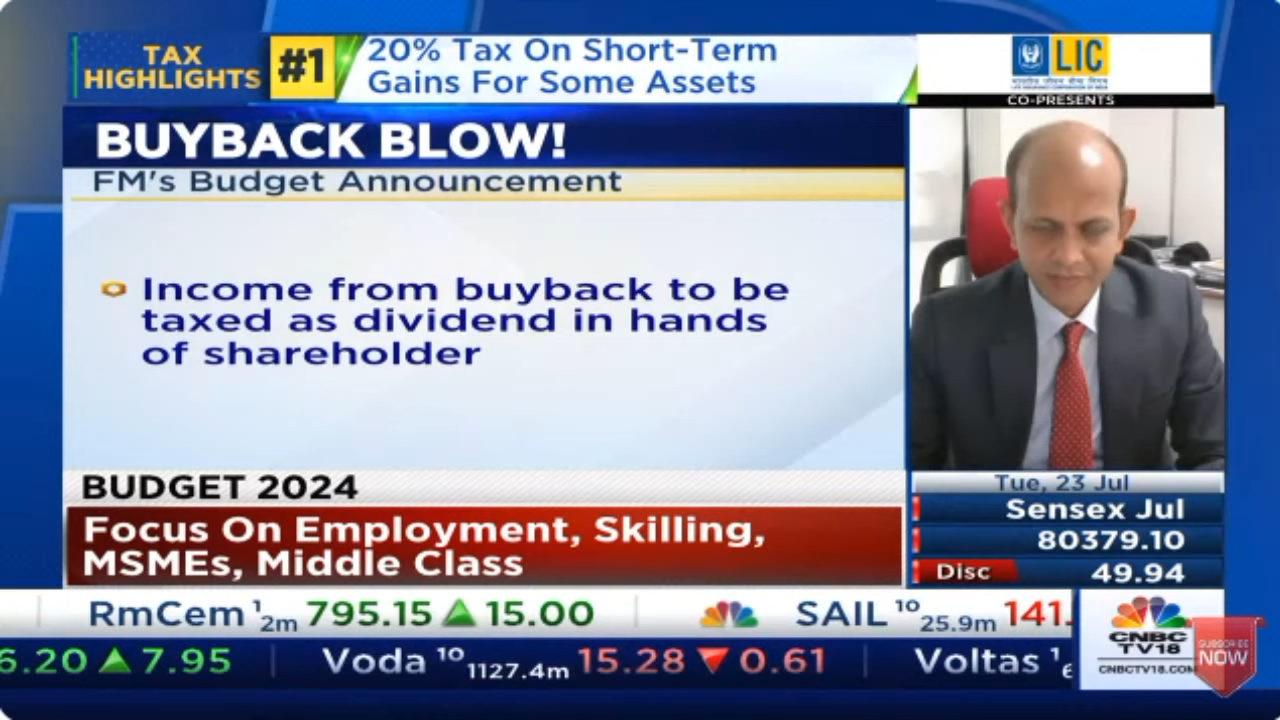 TAX
HIGHLIGHTS
#1
20% Tax On Short-Term
Gains For Some Assets
LIC
CO-PRESENTS
BUYBACK BLOW!
FM's Budget Announcement
Income from buyback to be
taxed as dividend in hands
of shareholder
BUDGET 2024
Focus On Employment, Skilling,
MSMEs, Middle Class
Tue, 23 Jul
Sensex Jul
80379.10
Disc 49.94
RmCem 1 2m 795.15 15.00 SAIL 10 25.9m 141.
6.20 7.95 Voda 10 1127.4m 15.28 0.61 Voltas 1
CNBC
TV18
CNBCTV18.COM
SUBSCRIBE
NOW